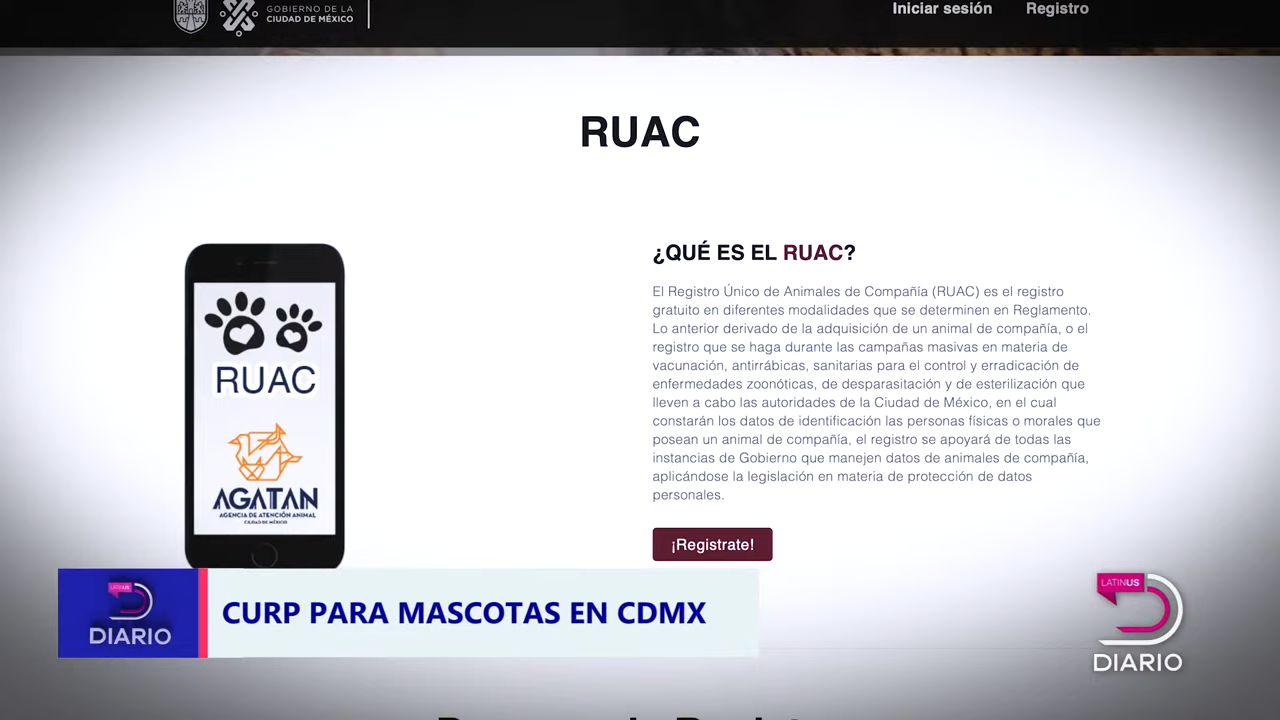 GOBIERNO DE LA
CIUDAD DE MÉXICO
Iniciar sesión
Registro
RUAC
¿QUÉ ES EL RUAC?
El Registro Único de Animales de Compañía (RUAC) es el registro
gratuito en diferentes modalidades que se determinen en Reglamento.
Lo anterior derivado de la adquisición de un animal de compañía, o el
registro que se haga durante las campañas masivas en materia de
vacunación, antirrábicas, sanitarias para el control y erradicación de
enfermedades zoonóticas, de desparasitación y de esterilización que
lleven a cabo las autoridades de la Ciudad de México, en el cual
constarán los datos de identificación las personas físicas o morales que
posean un animal de compañía, el registro se apoyará de todas las
instancias de Gobierno que manejen datos de animales de compañía,
aplicándose la legislación en materia de protección de datos
personales.
¡Registrate!
RUAC
AGATAN
AGENCIA DE ATENCIÓN ANIMAL
CIUDAD DE MÉXICO
LATINUS
DIARIO
CURP PARA MASCOTAS EN CDMX
LATINUS
DIARIO